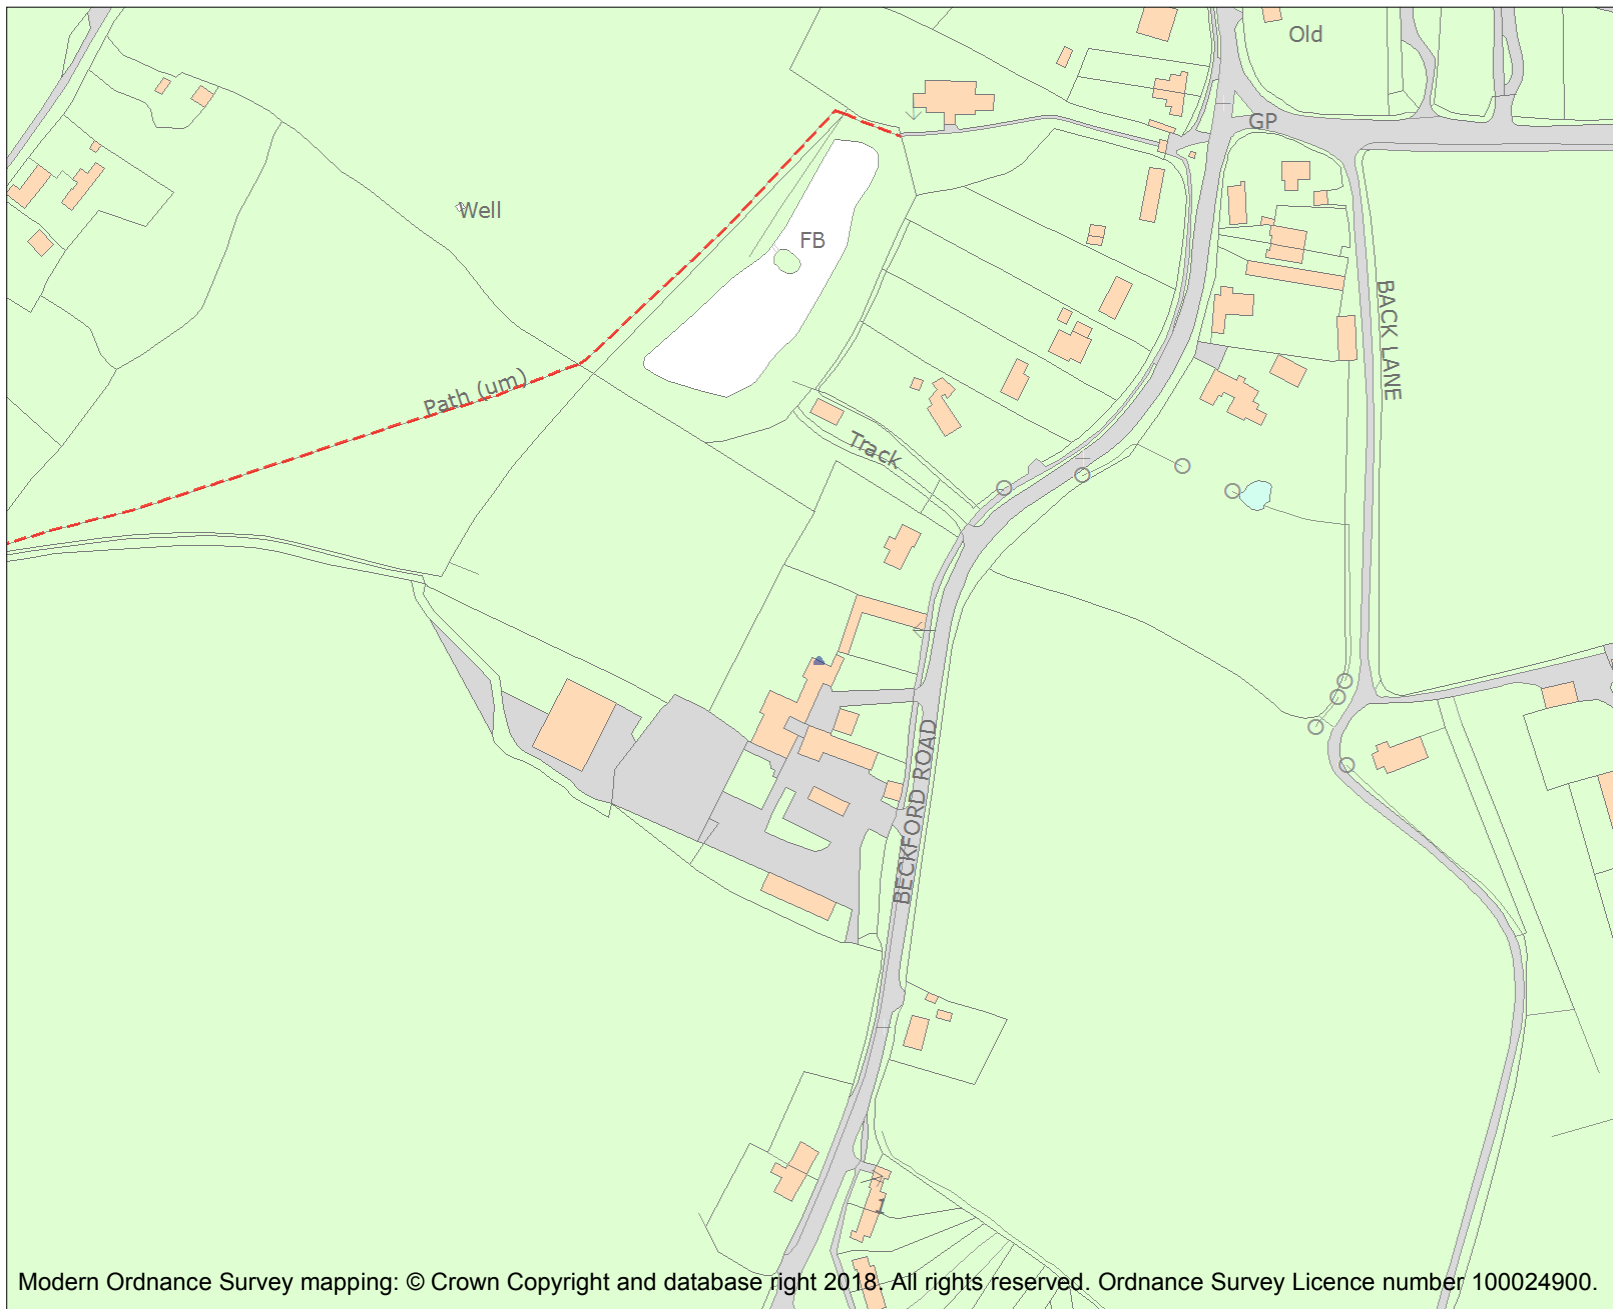 Old
GP
Well
FB
BACK LANE
Path (um)
Track
BECKFORD ROAD
1
Modern Ordnance Survey mapping: © Crown Copyright and database right 2018. All rights reserved. Ordnance Survey Licence number 100024900.